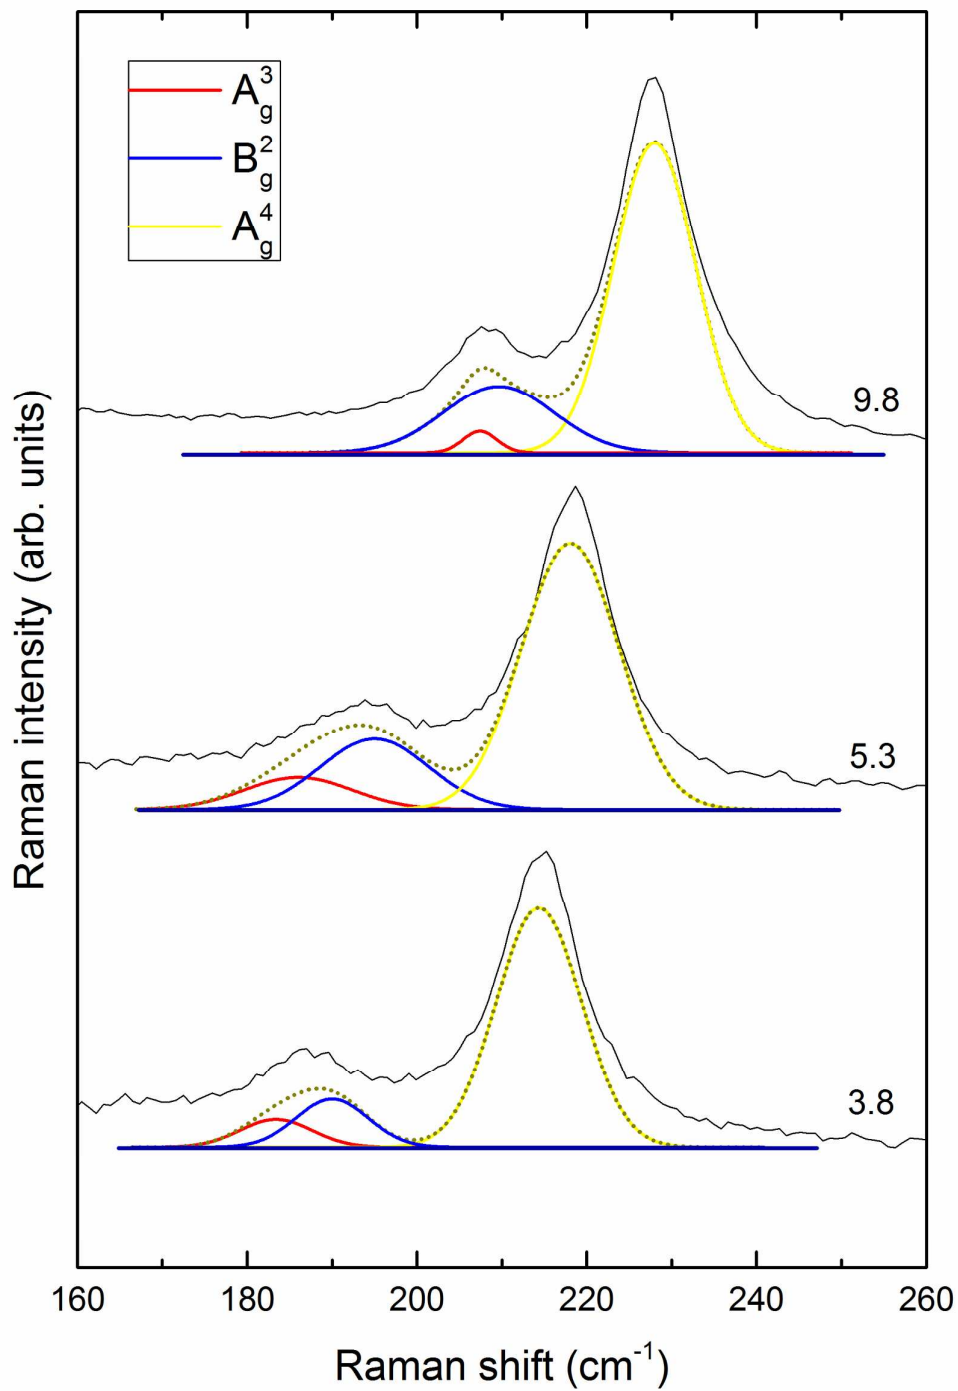 A³g
B²g
A⁴g
9.8
5.3
3.8
Raman intensity (arb. units)
160 180 200 220 240 260
Raman shift (cm⁻¹)